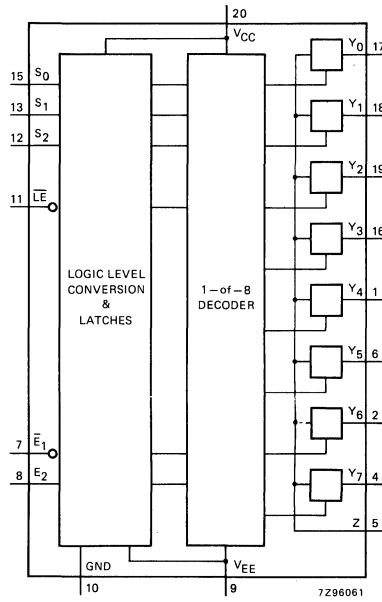 20
VCC
15 S0
13 S1
12 S2
11 LE
7 E1
8 E2
LOGIC LEVEL
CONVERSION
&
LATCHES
1-of-8
DECODER
Y0 17
Y1 18
Y2 19
Y3 16
Y4 1
Y5 6
Y6 2
Y7 4
Z 5
GND
10
VEE
9
7Z96061